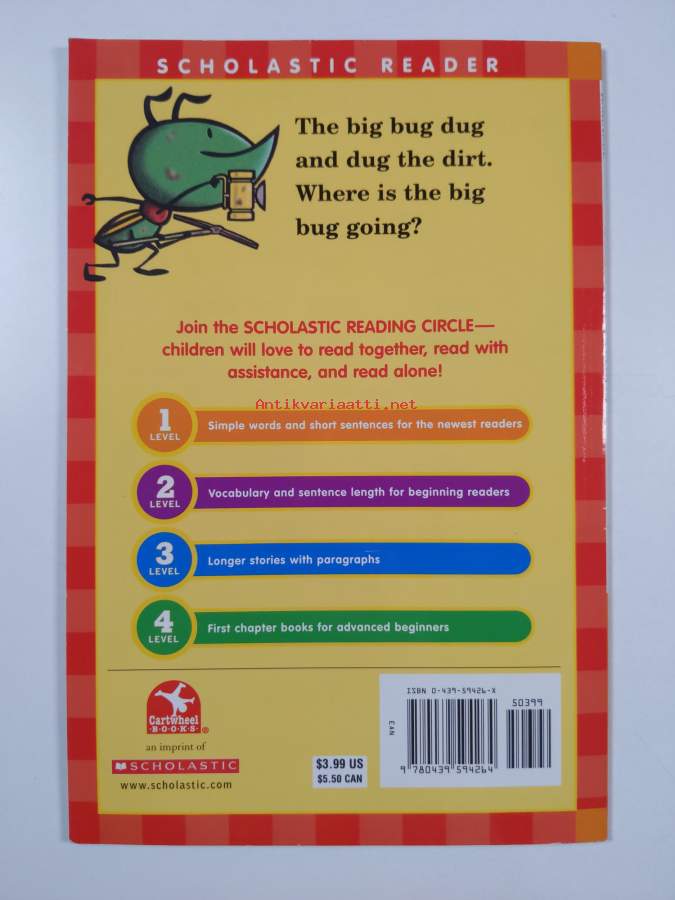 SCHOLASTIC READER
The big bug dug
and dug the dirt.
Where is the big
bug going?
Join the SCHOLASTIC READING CIRCLE—
children will love to read together, read with
assistance, and read alone!
Antikvariaatti.net
1
LEVEL
Simple words and short sentences for the newest readers
2
LEVEL
Vocabulary and sentence length for beginning readers
3
LEVEL
Longer stories with paragraphs
4
LEVEL
First chapter books for advanced beginners
Cartwheel
·BOOKS·®
an imprint of
SCHOLASTIC
www.scholastic.com
$3.99 US
$5.50 CAN
ISBN 0-439-59426-X
50399
EAN
9 780439 594264